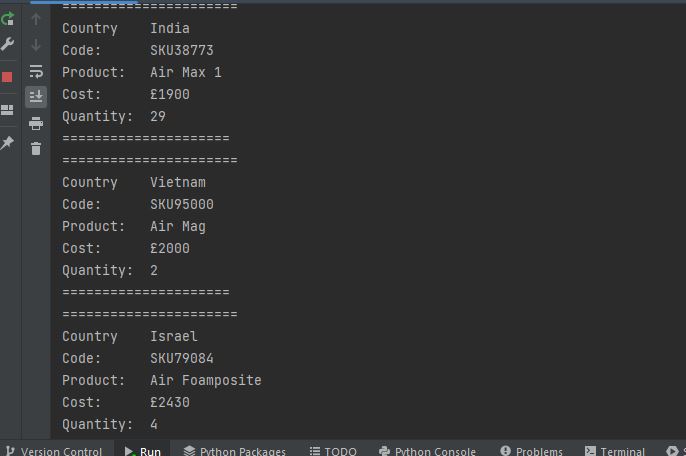 ======================
Country    India
Code:      SKU38773
Product:   Air Max 1
Cost:      £1900
Quantity:  29
=====================
======================
Country    Vietnam
Code:      SKU95000
Product:   Air Mag
Cost:      £2000
Quantity:  2
=====================
======================
Country    Israel
Code:      SKU79084
Product:   Air Foamposite
Cost:      £2430
Quantity:  4
Version Control  Run  Python Packages  TODO  Python Console  Problems  Terminal